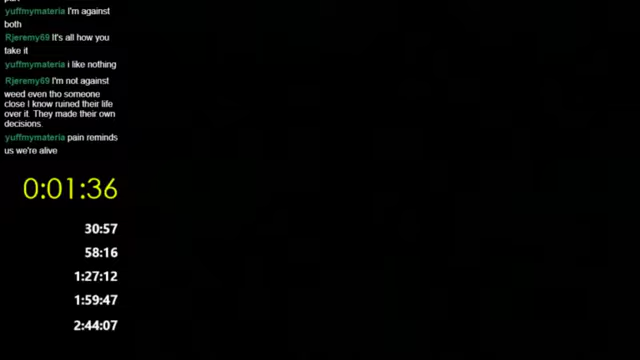 yuffmymateria I'm against
both
Rjeremy69 It's all how you
take it
yuffmymateria i like nothing
Rjeremy69 I'm not against
weed even tho someone
close I know ruined their life
over it. They made their own
decisions.
yuffmymateria pain reminds
us we're alive
0:01:36
30:57
58:16
1:27:12
1:59:47
2:44:07